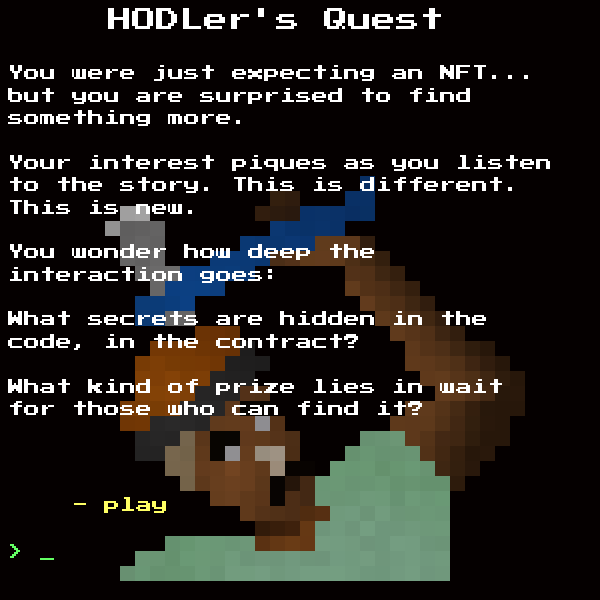 HODLer's Quest
You were just expecting an NFT...
but you are surprised to find
something more.
Your interest piques as you listen
to the story. This is different.
This is new.
You wonder how deep the
interaction goes:
What secrets are hidden in the
code, in the contract?
What kind of prize lies in wait
for those who can find it?
- play
> _